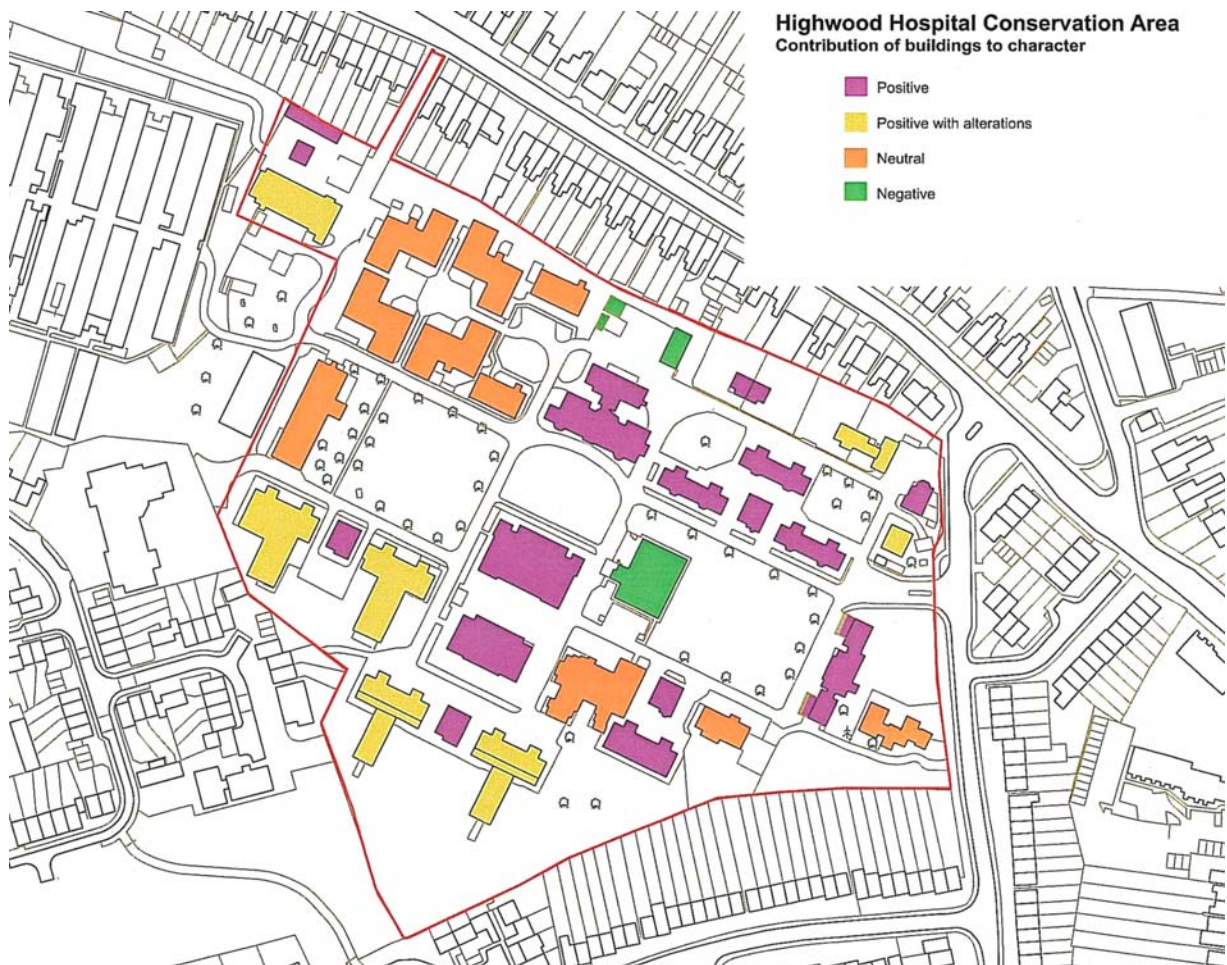 Highwood Hospital Conservation Area
Contribution of buildings to character
Positive
Positive with alterations
Neutral
Negative